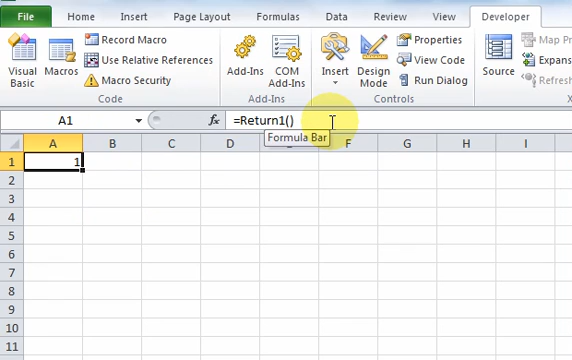 File Home Insert Page Layout Formulas Data Review View Developer
Visual Basic
Macros
Record Macro
Use Relative References
Macro Security
Code
Add-Ins
COM Add-Ins
Add-Ins
Insert
Design Mode
Properties
View Code
Run Dialog
Controls
Source
Map Pr
Expans
Refres
A1 fx =Return1()
Formula Bar
A B C D F G H I
1 1
2
3
4
5
6
7
8
9
10
11